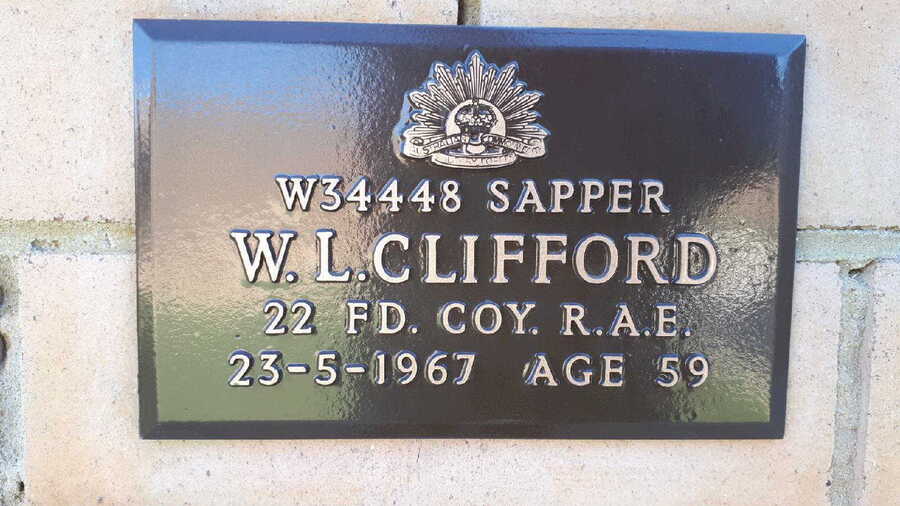 W34448 SAPPER
W. L. CLIFFORD
22 FD. COY. R.A.E.
23-5-1967 AGE 59